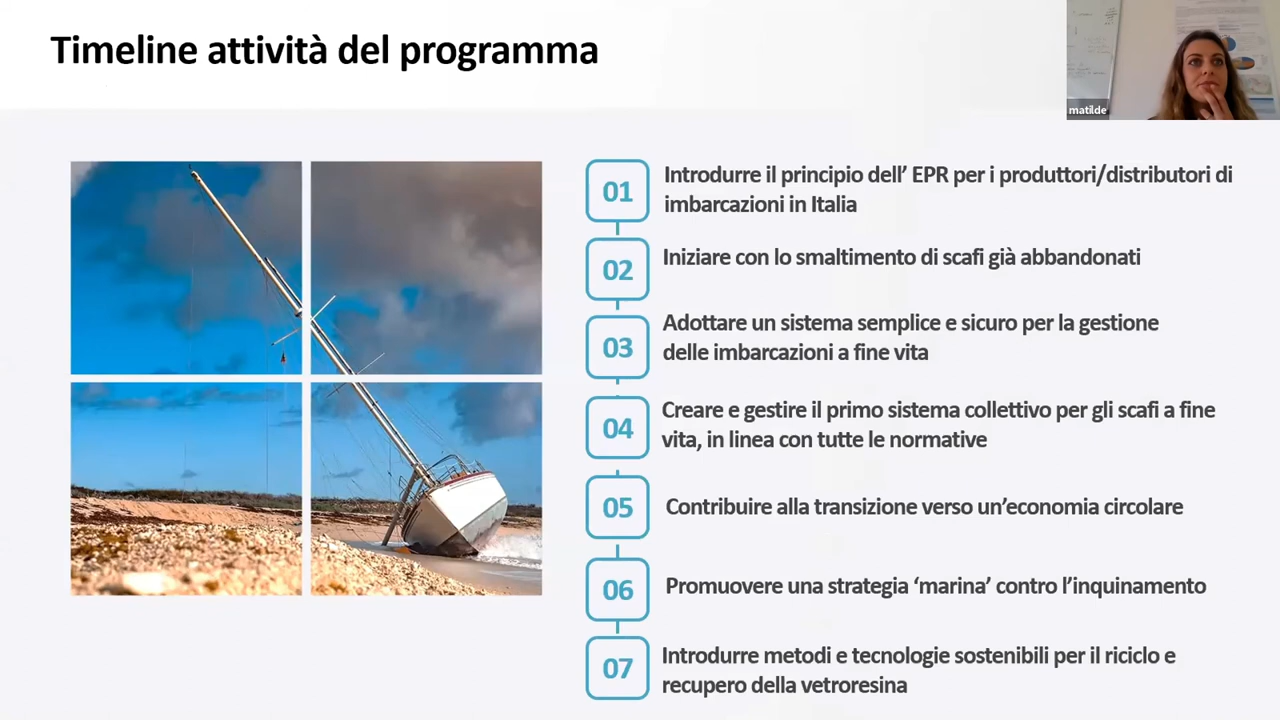 Timeline attività del programma
matilde
01
Introdurre il principio dell' EPR per i produttori/distributori di
imbarcazioni in Italia
02
Iniziare con lo smaltimento di scafi già abbandonati
03
Adottare un sistema semplice e sicuro per la gestione
delle imbarcazioni a fine vita
04
Creare e gestire il primo sistema collettivo per gli scafi a fine
vita, in linea con tutte le normative
05
Contribuire alla transizione verso un’economia circolare
06
Promuovere una strategia ‘marina’ contro l’inquinamento
07
Introdurre metodi e tecnologie sostenibili per il riciclo e
recupero della vetroresina